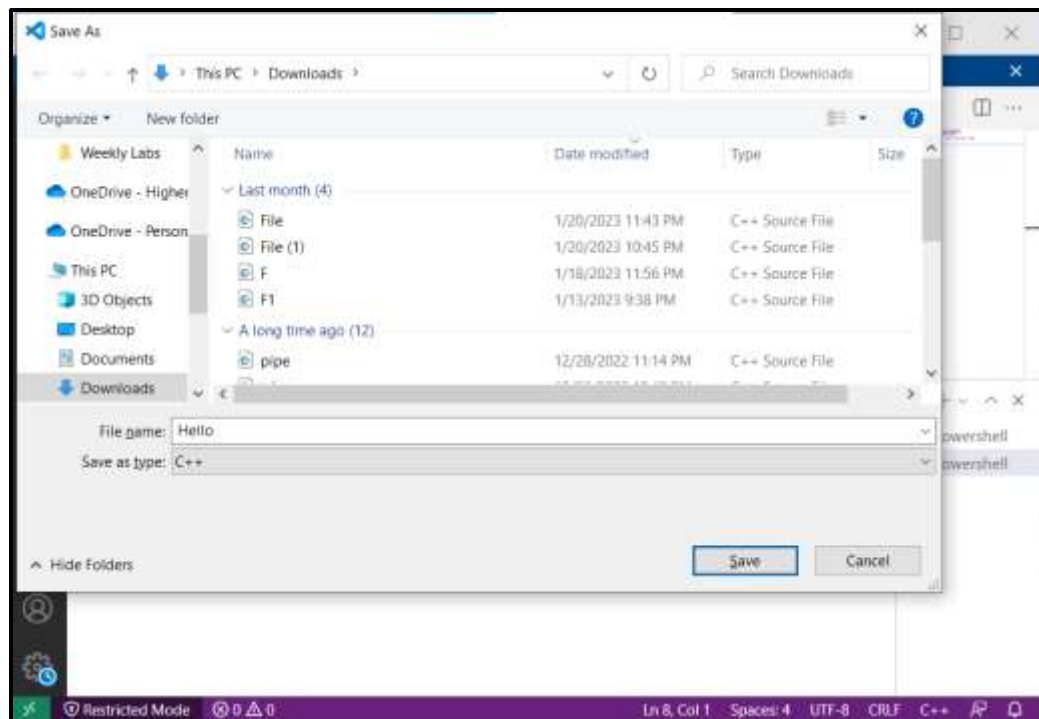 Save As
This PC > Downloads >
Search Downloads
Organize
New folder
Name Date modified Type Size
Weekly Labs
OneDrive - Higher
OneDrive - Person
This PC
3D Objects
Desktop
Documents
Downloads
Last month (4)
File 1/20/2023 11:43 PM C++ Source File
File (1) 1/20/2023 10:45 PM C++ Source File
F 1/18/2023 11:56 PM C++ Source File
F1 1/13/2023 9:38 PM C++ Source File
A long time ago (12)
pipe 12/28/2022 11:14 PM C++ Source File
File name: Hello
Save as type: C++
Hide Folders
Save
Cancel
owershell
owershell
Restricted Mode 0 0 Ln 8, Col 1 Spaces: 4 UTF-8 CRLF C++